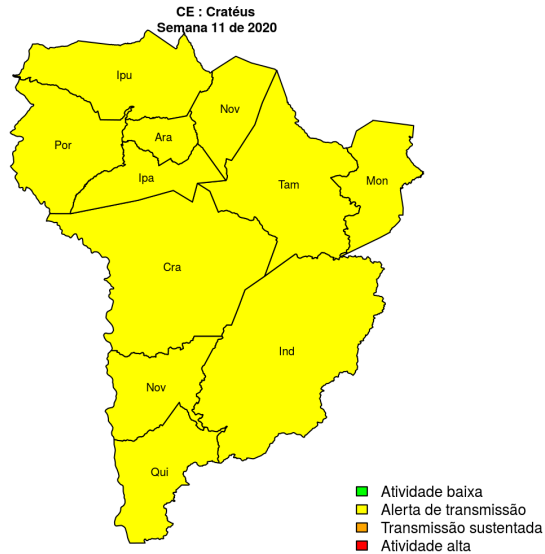 CE : Cratéus
Semana 11 de 2020
Ipu
Nov
Por
Ara
Ipa
Tam
Mon
Cra
Ind
Nov
Qui
Atividade baixa
Alerta de transmissão
Transmissão sustentada
Atividade alta